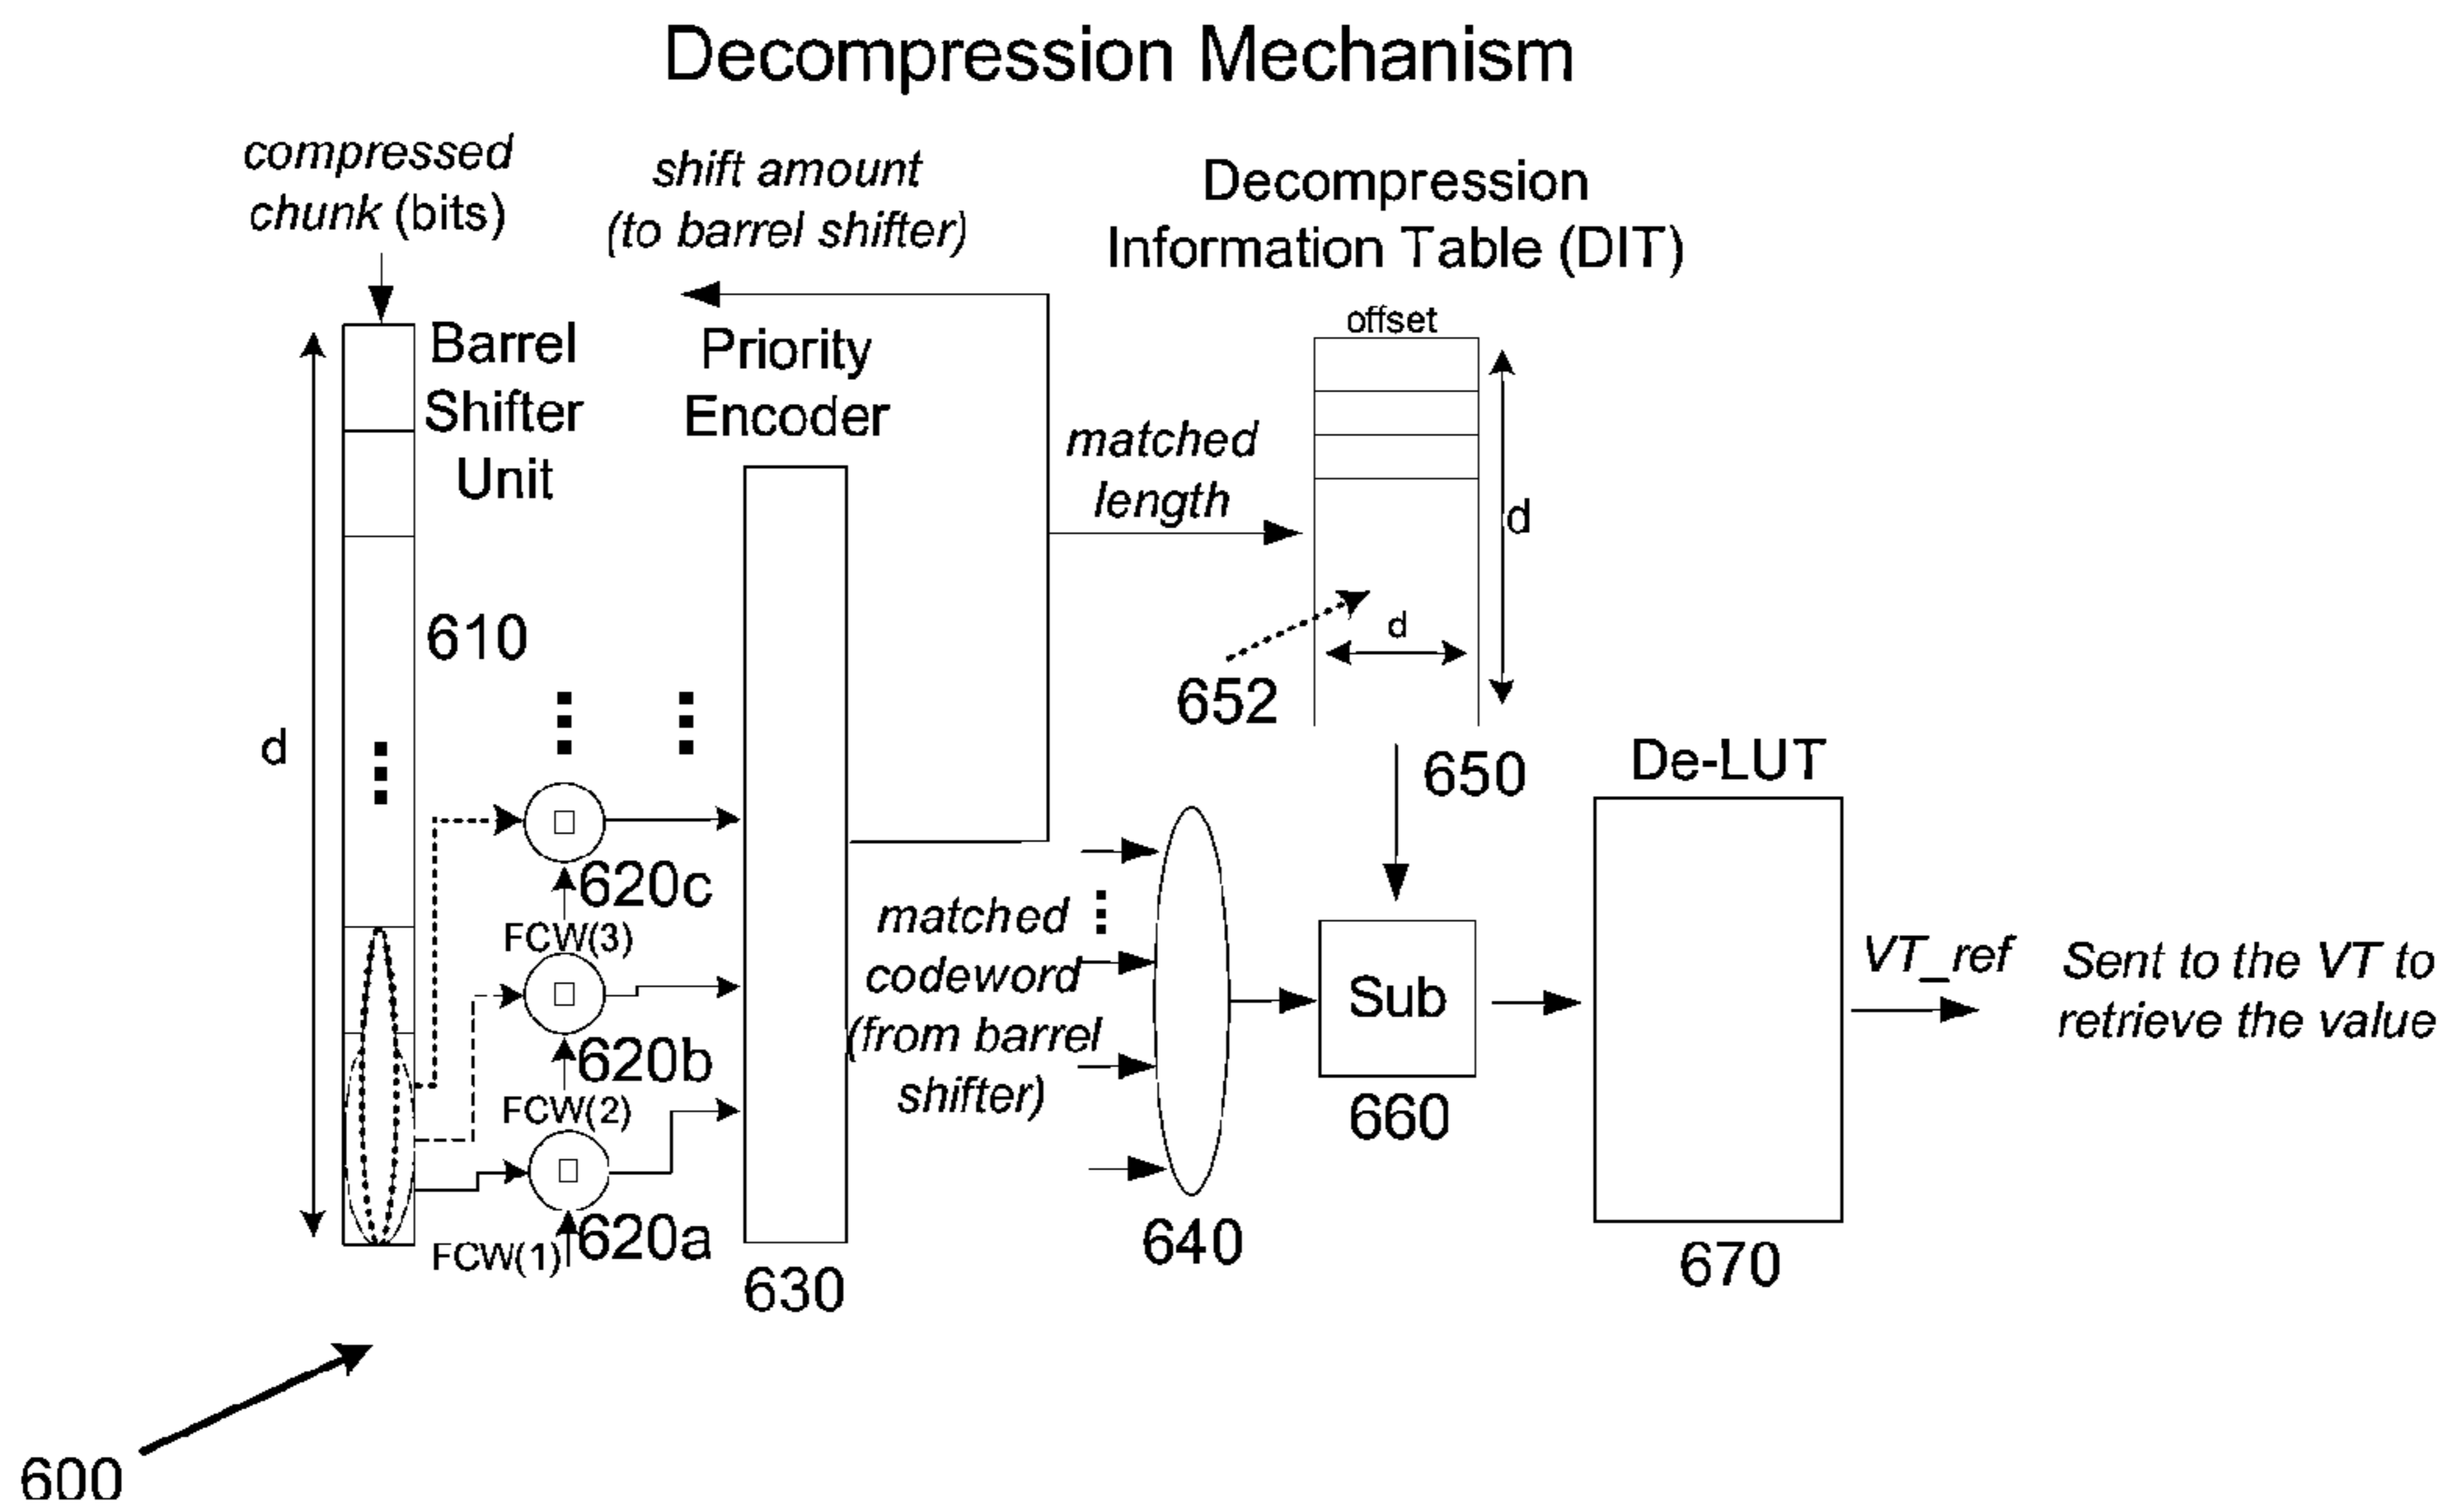 Decompression Mechanism
compressed
chunk (bits)
shift amount
(to barrel shifter)
Decompression
Information Table (DIT)
offset
Barrel
Shifter
Unit
Priority
Encoder
matched
length
d
610
d
652
d
650
De-LUT
620c
FCW(3)
matched
codeword
(from barrel
shifter)
620b
FCW(2)
Sub
660
VT_ref
Sent to the VT to
retrieve the value
620a
FCW(1)
630
640
670
600